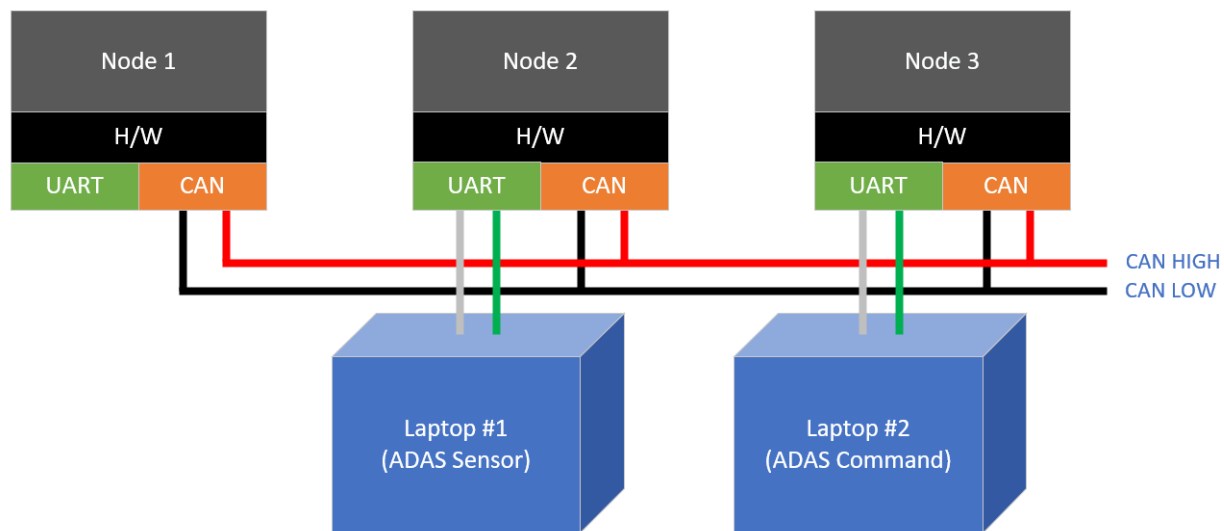 Node 1
Node 2
Node 3
H/W
H/W
H/W
UART
CAN
UART
CAN
UART
CAN
CAN HIGH
CAN LOW
Laptop #1
(ADAS Sensor)
Laptop #2
(ADAS Command)